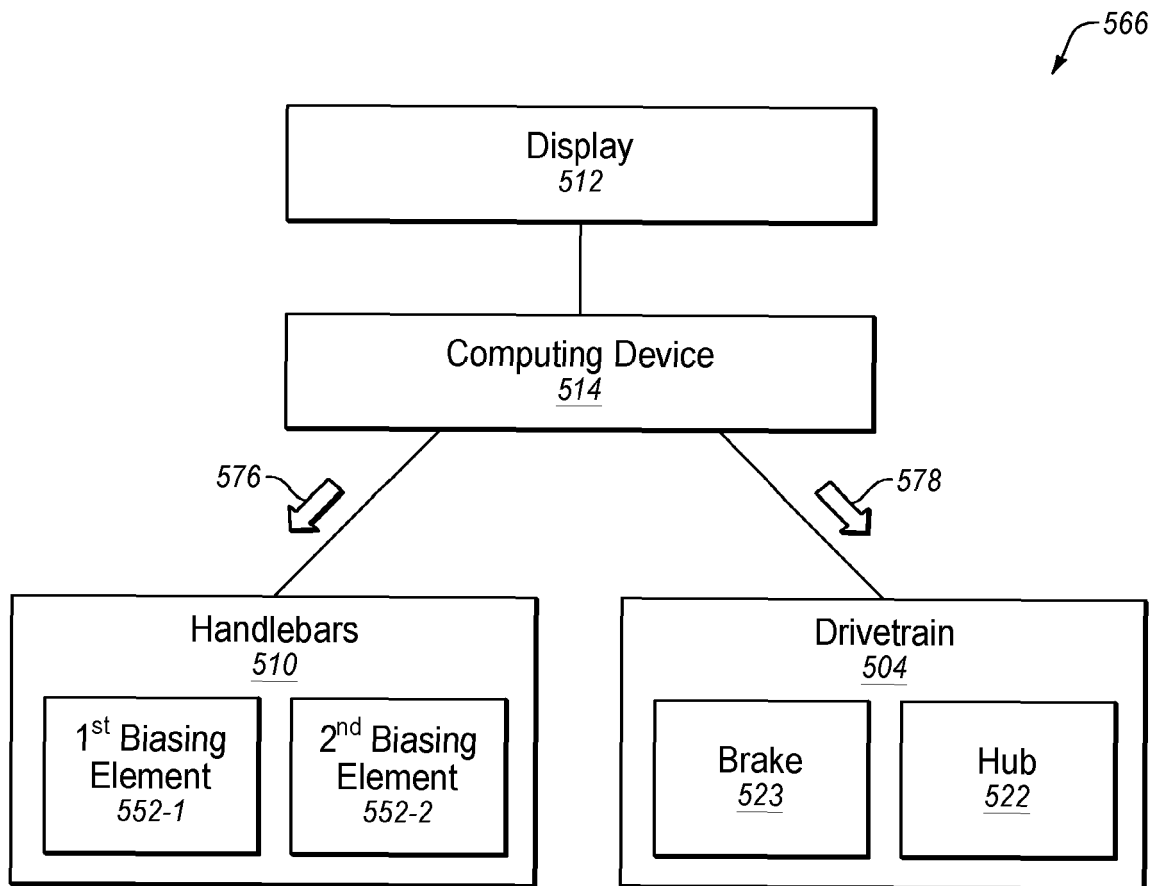 566
Display
512
Computing Device
514
576
578
Handlebars
510
1st Biasing
Element
552-1
2nd Biasing
Element
552-2
Drivetrain
504
Brake
523
Hub
522